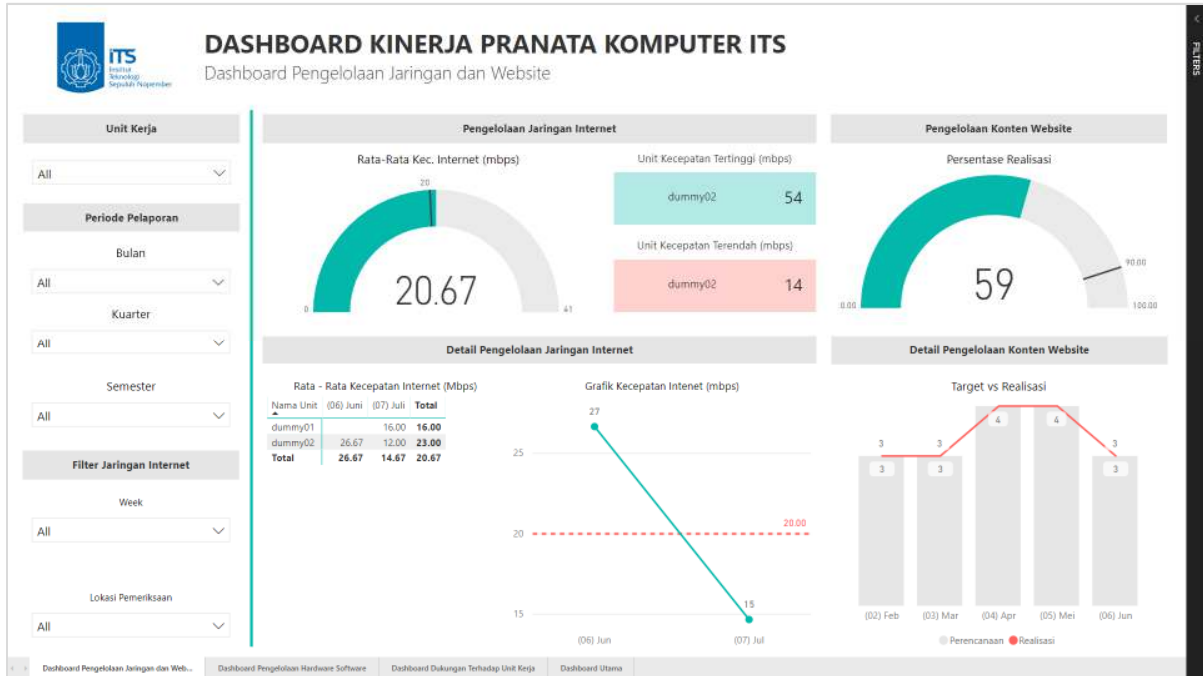 iTS
Institut
Teknologi
Sepuluh Nopember
DASHBOARD KINERJA PRANATA KOMPUTER ITS
Dashboard Pengelolaan Jaringan dan Website
FILTERS
Unit Kerja
All
Periode Pelaporan
Bulan
All
Kuarter
All
Semester
All
Filter Jaringan Internet
Week
All
Lokasi Pemeriksaan
All
Pengelolaan Jaringan Internet
Rata-Rata Kec. Internet (mbps)
20
20.67
0
41
Unit Kecepatan Tertinggi (mbps)
dummy02 54
Unit Kecepatan Terendah (mbps)
dummy02 14
Pengelolaan Konten Website
Persentase Realisasi
90.00
59
0.00
100.00
Detail Pengelolaan Jaringan Internet
Rata - Rata Kecepatan Internet (Mbps)
Nama Unit (06) Juni (07) Juli Total
dummy01 16.00 16.00
dummy02 26.67 12.00 23.00
Total 26.67 14.67 20.67
Grafik Kecepatan Intenet (mbps)
27
25
20.00
20
15
15
(06) Jun (07) Jul
Detail Pengelolaan Konten Website
Target vs Realisasi
4 4
3 3 3
3 3 3
(02) Feb (03) Mar (04) Apr (05) Mei (06) Jun
Perencanaan Realisasi
Dashboard Pengelolaan Jaringan dan Web... Dashboard Pengelolaan Hardware Software Dashboard Dukungan Terhadap Unit Kerja Dashboard Utama